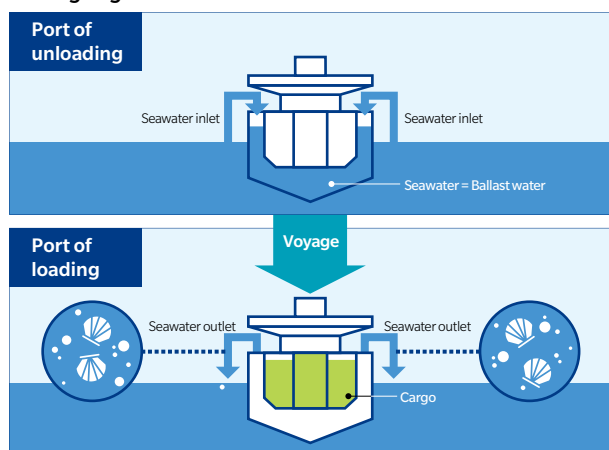 Port of
unloading
Seawater inlet
Seawater inlet
Seawater = Ballast water
Voyage
Port of
loading
Seawater outlet
Seawater outlet
Cargo